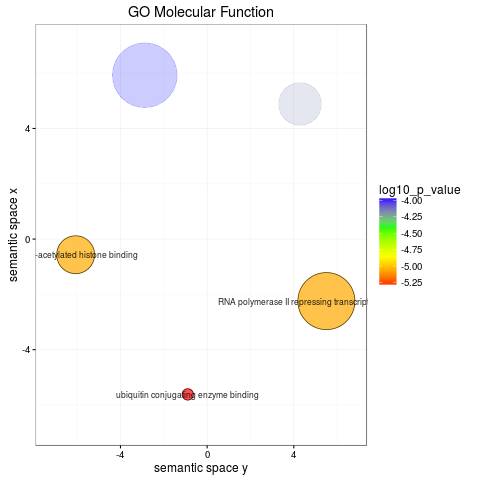 GO Molecular Function
semantic space x
4
0
-4
-acetylated histone binding
RNA polymerase II repressing transcrip
ubiquitin conjugating enzyme binding
-4
0
4
semantic space y
log10_p_value
-4.00
-4.25
-4.50
-4.75
-5.00
-5.25